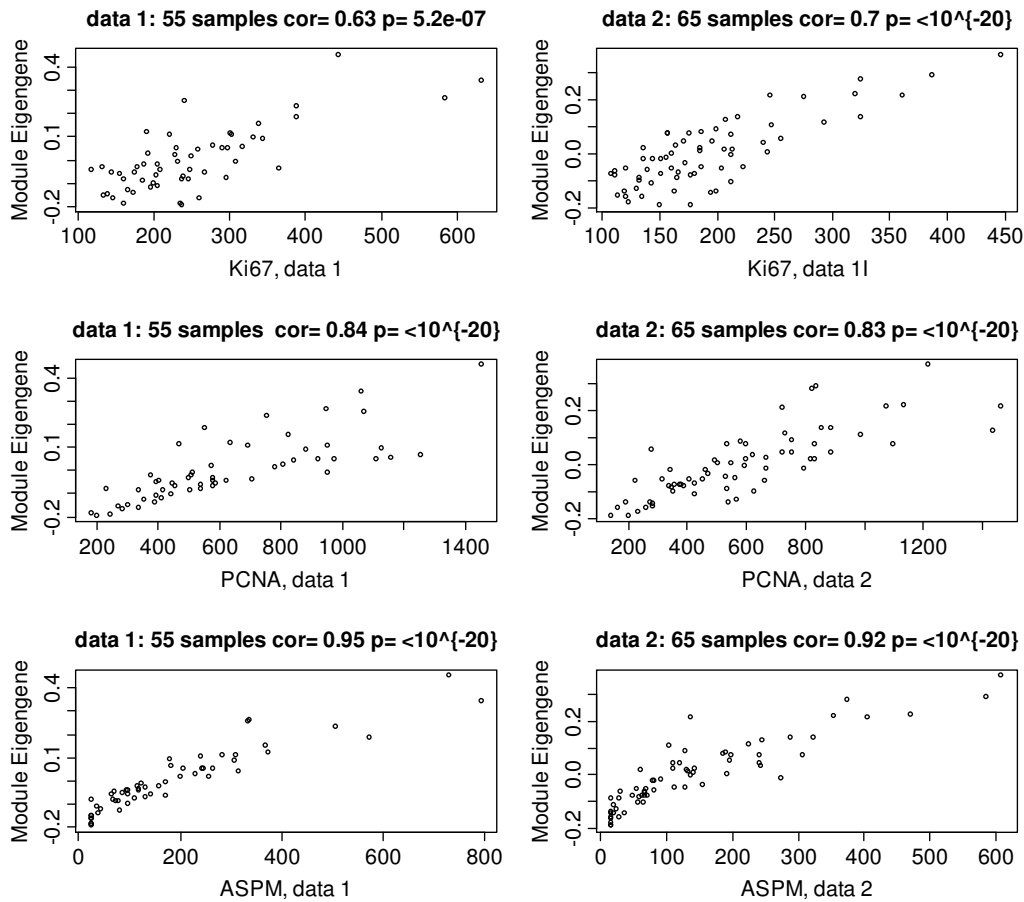 data 1: 55 samples cor= 0.63 p= 5.2e-07
Module Eigengene
-0.2 0.1 0.4
100 200 300 400 500 600
Ki67, data 1
data 2: 65 samples cor= 0.7 p= <10^{-20}
Module Eigengene
-0.2 0.0 0.2
100 150 200 250 300 350 400 450
Ki67, data 1I
data 1: 55 samples cor= 0.84 p= <10^{-20}
Module Eigengene
-0.2 0.1 0.4
200 400 600 800 1000 1400
PCNA, data 1
data 2: 65 samples cor= 0.83 p= <10^{-20}
Module Eigengene
-0.2 0.0 0.2
200 400 600 800 1200
PCNA, data 2
data 1: 55 samples cor= 0.95 p= <10^{-20}
Module Eigengene
-0.2 0.1 0.4
0 200 400 600 800
ASPM, data 1
data 2: 65 samples cor= 0.92 p= <10^{-20}
Module Eigengene
-0.2 0.0 0.2
0 100 200 300 400 500 600
ASPM, data 2